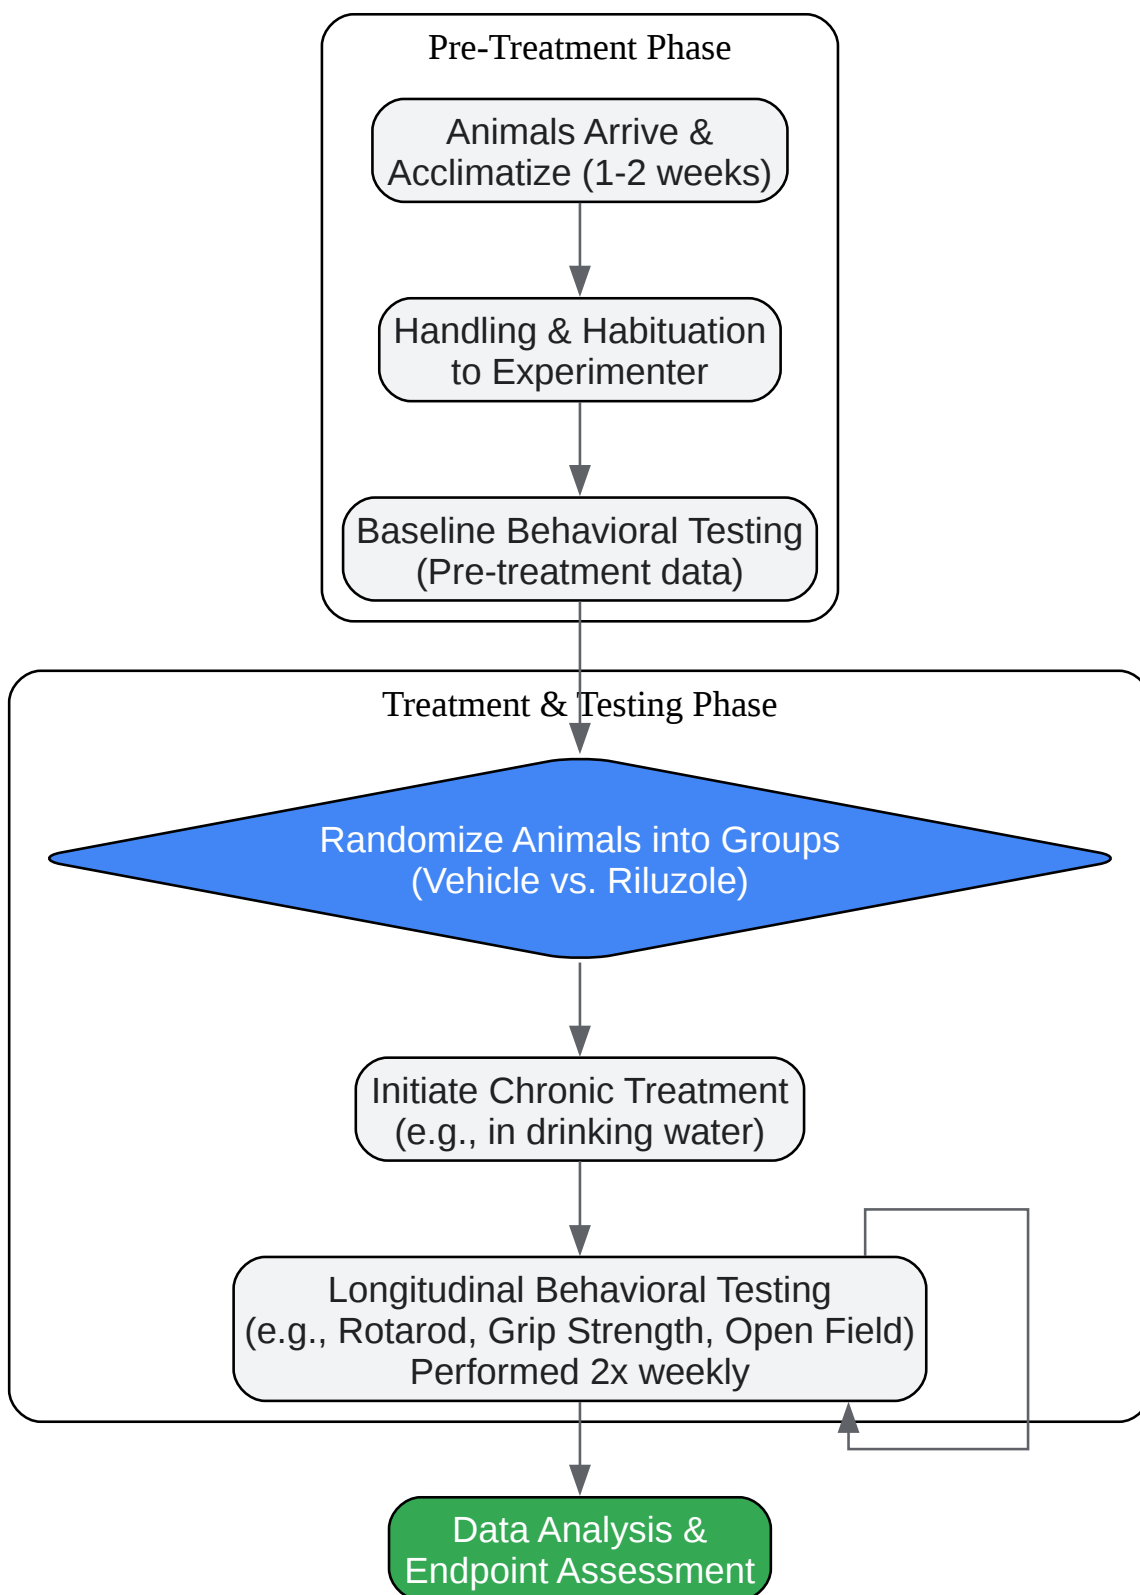 Pre-Treatment Phase
Animals Arrive &
Acclimatize (1-2 weeks)
Handling & Habituation
to Experimenter
Baseline Behavioral Testing
(Pre-treatment data)
Treatment & Testing Phase
Randomize Animals into Groups
(Vehicle vs. Riluzole)
Initiate Chronic Treatment
(e.g., in drinking water)
Longitudinal Behavioral Testing
(e.g., Rotarod, Grip Strength, Open Field)
Performed 2x weekly
Data Analysis &
Endpoint Assessment